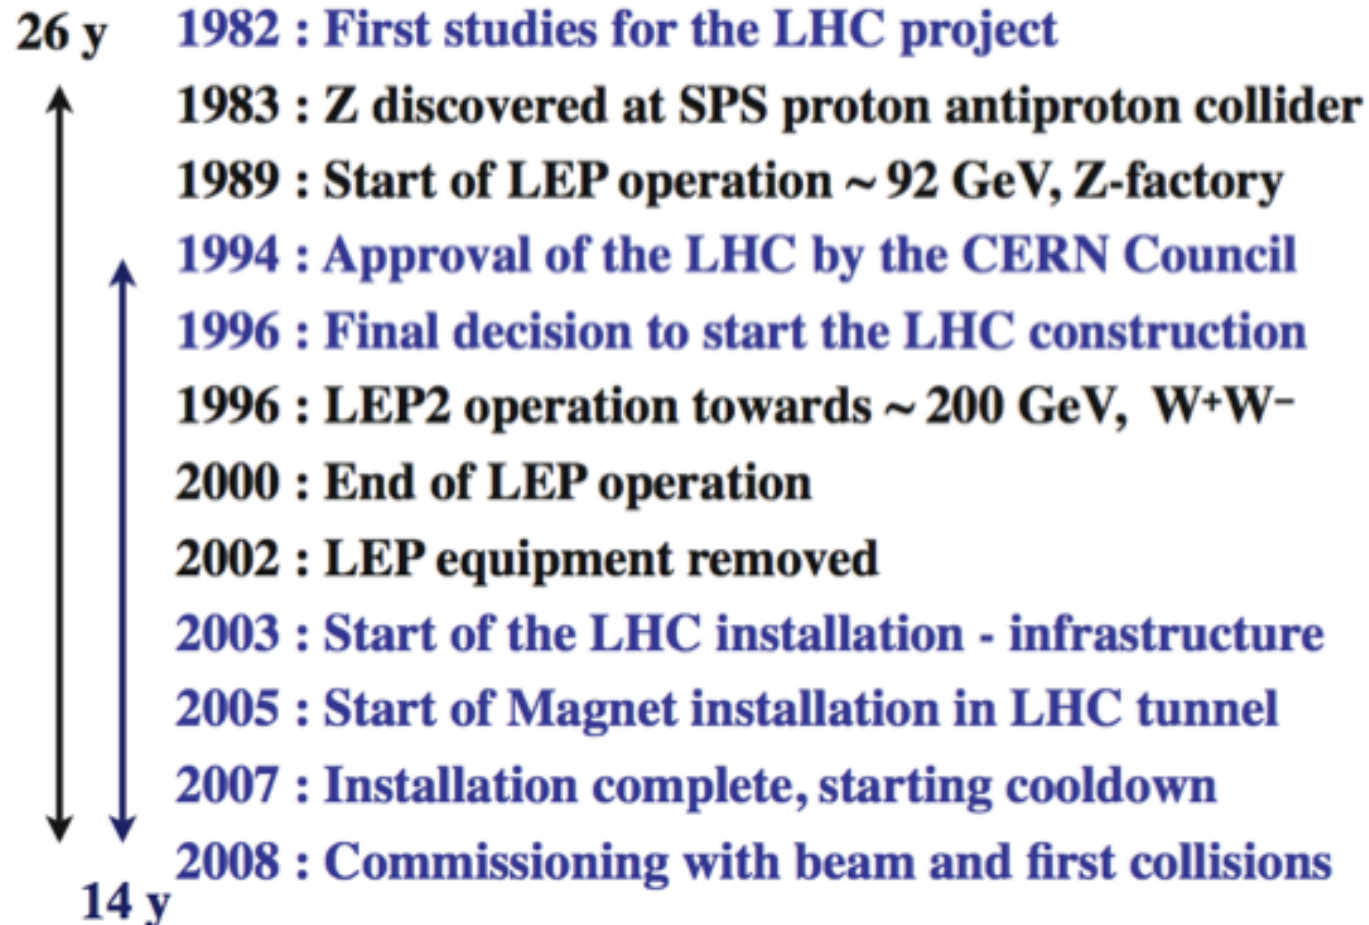 26 y 1982 : First studies for the LHC project
1983 : Z discovered at SPS proton antiproton collider
1989 : Start of LEP operation ~ 92 GeV, Z-factory
1994 : Approval of the LHC by the CERN Council
1996 : Final decision to start the LHC construction
1996 : LEP2 operation towards ~ 200 GeV, W⁺W⁻
2000 : End of LEP operation
2002 : LEP equipment removed
2003 : Start of the LHC installation - infrastructure
2005 : Start of Magnet installation in LHC tunnel
2007 : Installation complete, starting cooldown
2008 : Commissioning with beam and first collisions
14 y